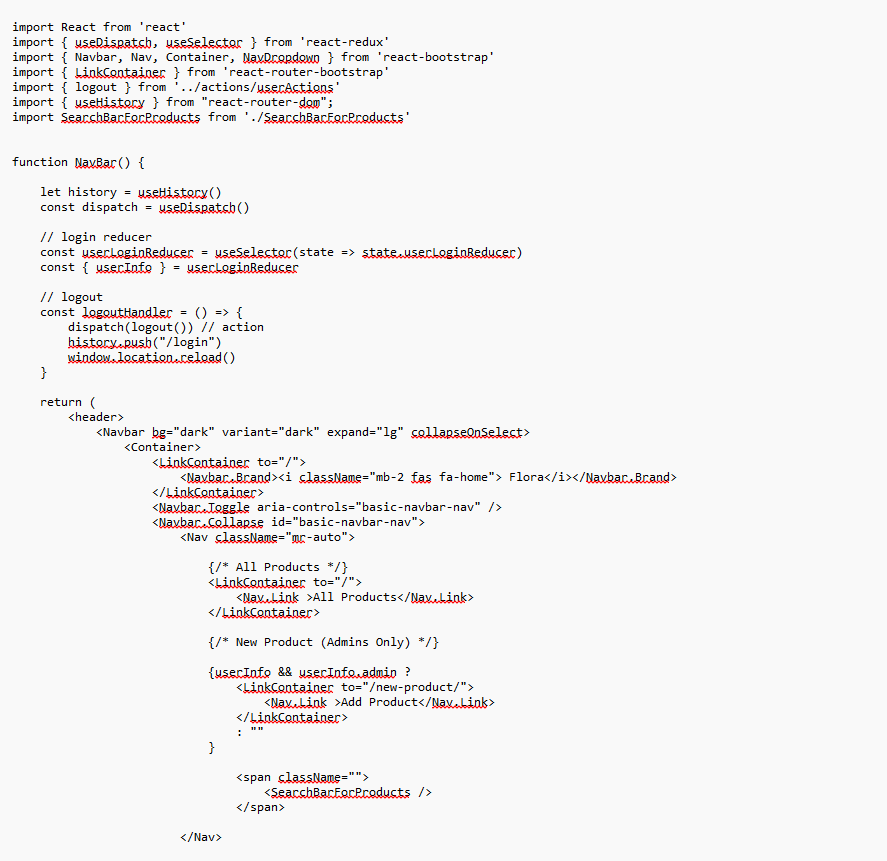 import React from 'react'
import { useDispatch, useSelector } from 'react-redux'
import { Navbar, Nav, Container, NavDropdown } from 'react-bootstrap'
import { LinkContainer } from 'react-router-bootstrap'
import { logout } from '../actions/userActions'
import { useHistory } from "react-router-dom";
import SearchBarForProducts from './SearchBarForProducts'


function NavBar() {

    let history = useHistory()
    const dispatch = useDispatch()

    // login reducer
    const userLoginReducer = useSelector(state => state.userLoginReducer)
    const { userInfo } = userLoginReducer

    // logout
    const logoutHandler = () => {
        dispatch(logout()) // action
        history.push("/login")
        window.location.reload()
    }

    return (
        <header>
            <Navbar bg="dark" variant="dark" expand="lg" collapseOnSelect>
                <Container>
                    <LinkContainer to="/">
                        <Navbar.Brand><i className="mb-2 fas fa-home"> Flora</i></Navbar.Brand>
                    </LinkContainer>
                    <Navbar.Toggle aria-controls="basic-navbar-nav" />
                    <Navbar.Collapse id="basic-navbar-nav">
                        <Nav className="mr-auto">

                            {/* All Products */}
                            <LinkContainer to="/">
                                <Nav.Link >All Products</Nav.Link>
                            </LinkContainer>

                            {/* New Product (Admins Only) */}

                            {userInfo && userInfo.admin ?
                                <LinkContainer to="/new-product/">
                                    <Nav.Link >Add Product</Nav.Link>
                                </LinkContainer>
                                : ""
                            }

                                <span className="">
                                    <SearchBarForProducts />
                                </span>

                        </Nav>